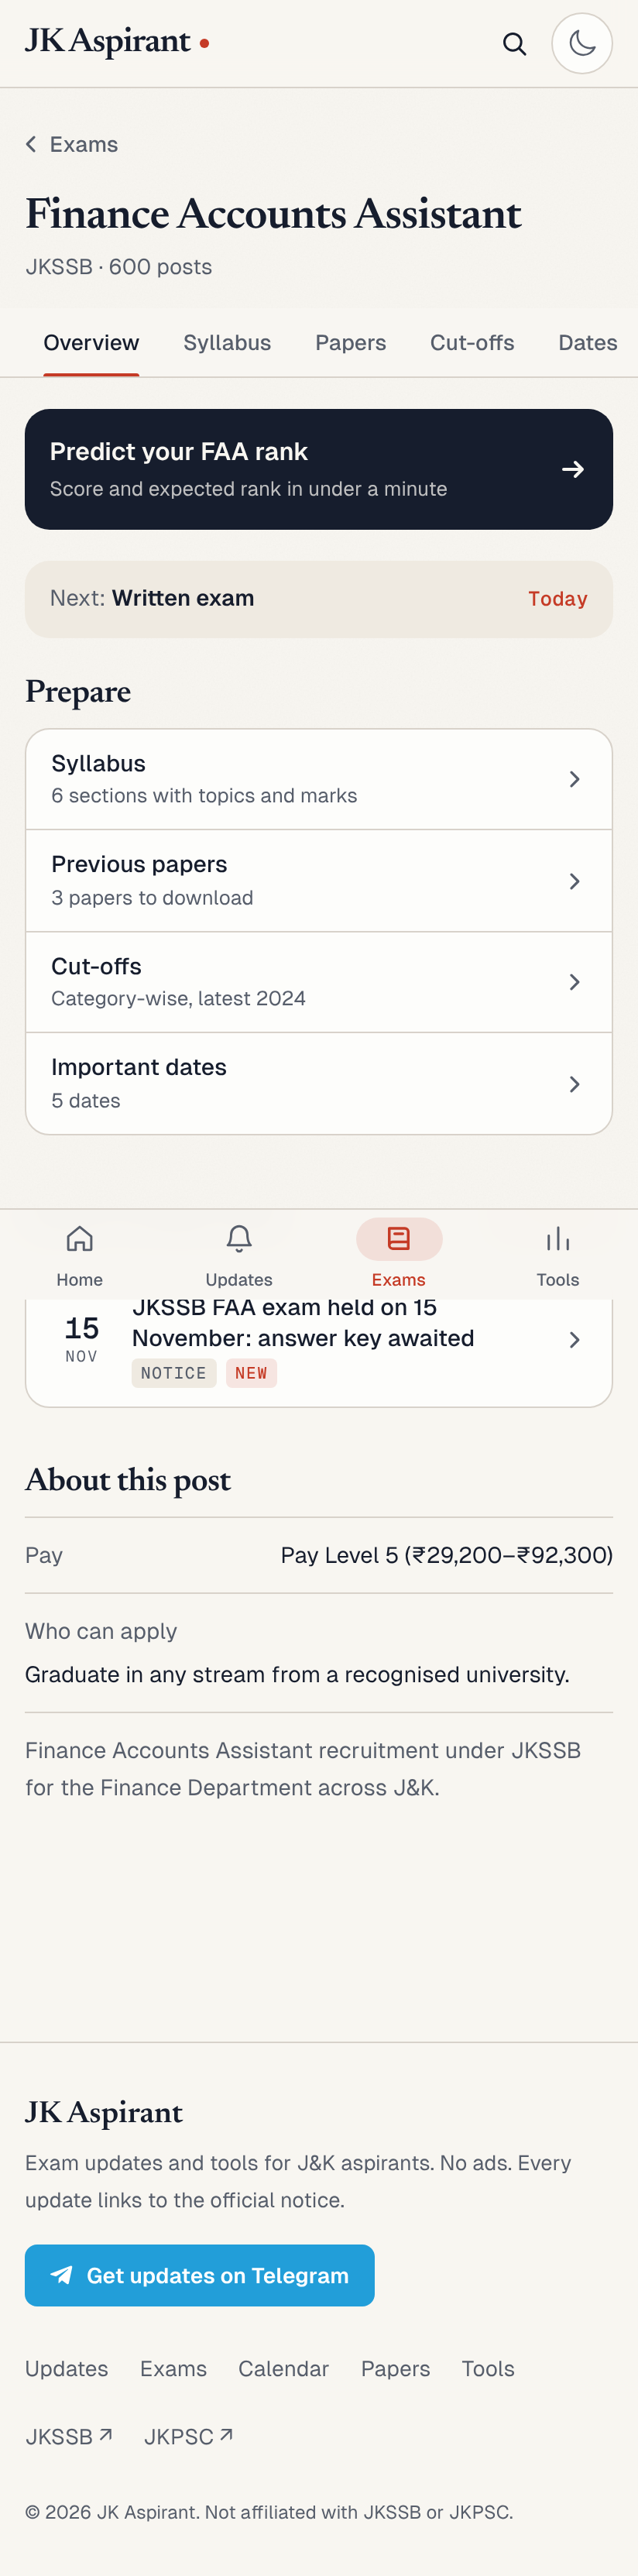 JK Aspirant
Exams
Finance Accounts Assistant
JKSSB · 600 posts
Overview Syllabus Papers Cut-offs Dates
Predict your FAA rank
Score and expected rank in under a minute
Next: Written exam Today
Prepare
Syllabus
6 sections with topics and marks
Previous papers
3 papers to download
Cut-offs
Category-wise, latest 2024
Important dates
5 dates
Home Updates Exams Tools
15
NOV
JKSSB FAA exam held on 15
November: answer key awaited
NOTICE NEW
About this post
Pay Pay Level 5 (₹29,200–₹92,300)
Who can apply
Graduate in any stream from a recognised university.
Finance Accounts Assistant recruitment under JKSSB
for the Finance Department across J&K.
JK Aspirant
Exam updates and tools for J&K aspirants. No ads. Every
update links to the official notice.
Get updates on Telegram
Updates Exams Calendar Papers Tools
JKSSB ↗ JKPSC ↗
© 2026 JK Aspirant. Not affiliated with JKSSB or JKPSC.